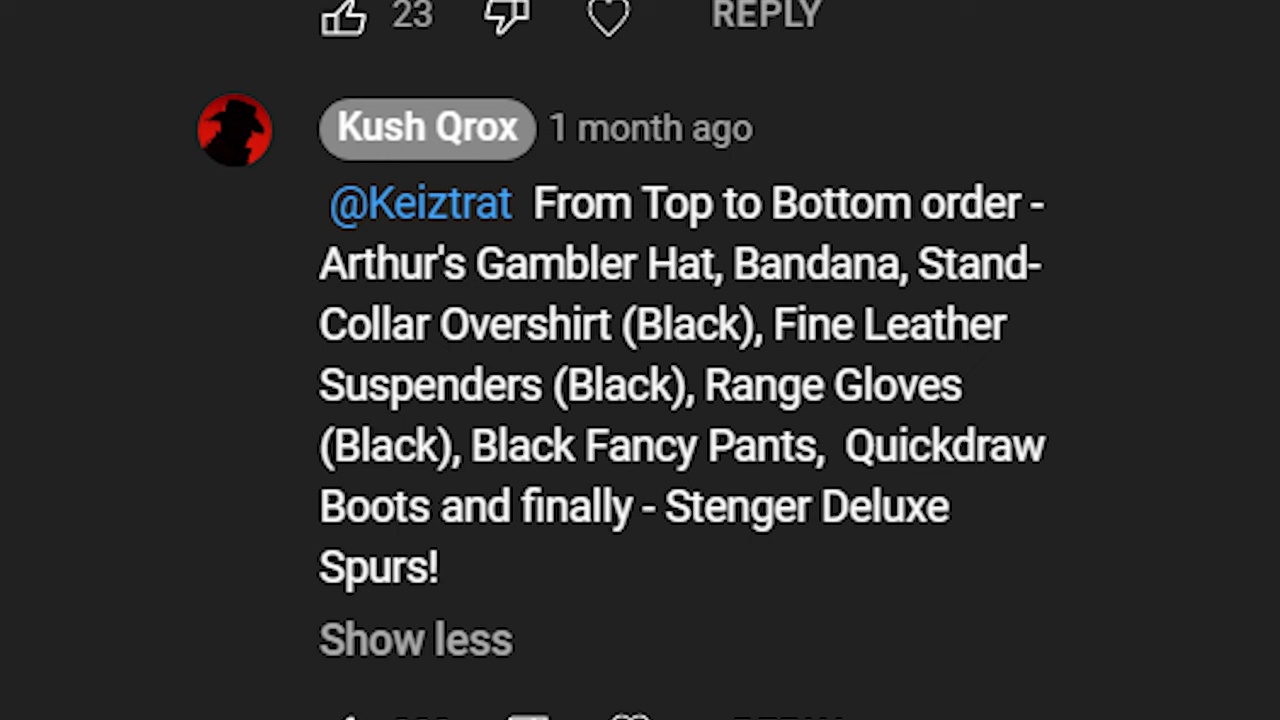 23 REPLY
Kush Qrox 1 month ago
@Keiztrat From Top to Bottom order -
Arthur's Gambler Hat, Bandana, Stand-
Collar Overshirt (Black), Fine Leather
Suspenders (Black), Range Gloves
(Black), Black Fancy Pants, Quickdraw
Boots and finally - Stenger Deluxe
Spurs!
Show less